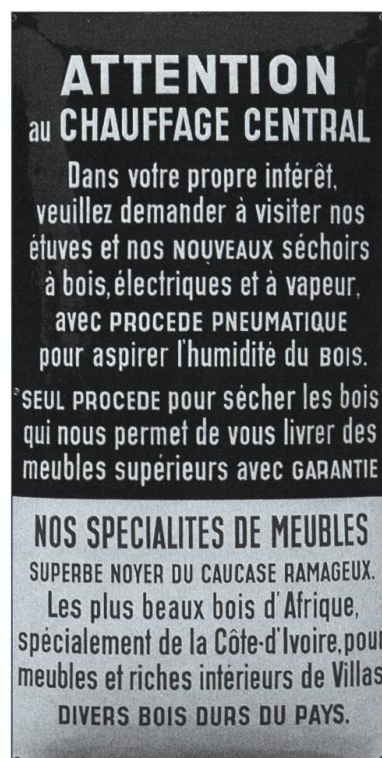 ATTENTION
au CHAUFFAGE CENTRAL
Dans votre propre intérêt,
veuillez demander à visiter nos
étuves et nos NOUVEAUX séchoirs
à bois, électriques et à vapeur,
avec PROCEDE PNEUMATIQUE
pour aspirer l'humidité du BOIS.
SEUL PROCEDE pour sécher les bois
qui nous permet de vous livrer des
meubles supérieurs avec GARANTIE
NOS SPECIALITES DE MEUBLES
SUPERBE NOYER DU CAUCASE RAMAGEUX.
Les plus beaux bois d'Afrique,
spécialement de la Côte-d'Ivoire, pour
meubles et riches intérieurs de Villas
DIVERS BOIS DURS DU PAYS.